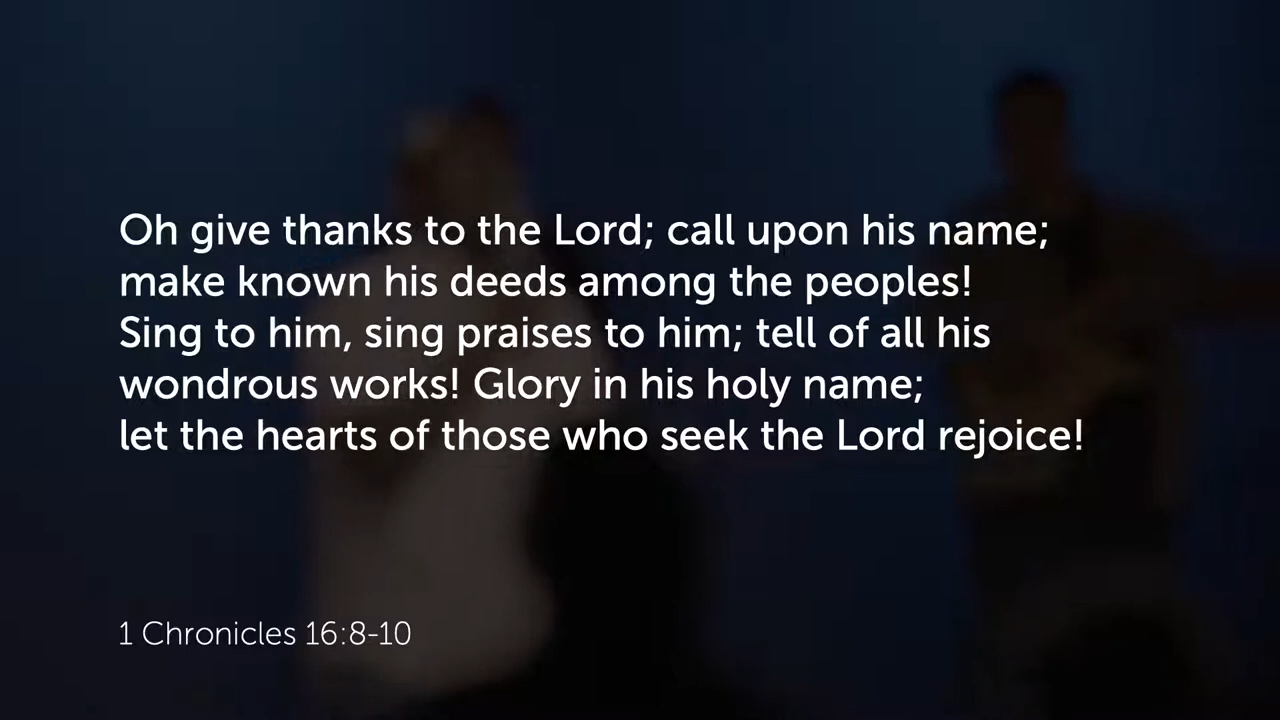 Oh give thanks to the Lord; call upon his name;
make known his deeds among the peoples!
Sing to him, sing praises to him; tell of all his
wondrous works! Glory in his holy name;
let the hearts of those who seek the Lord rejoice!
1 Chronicles 16:8-10